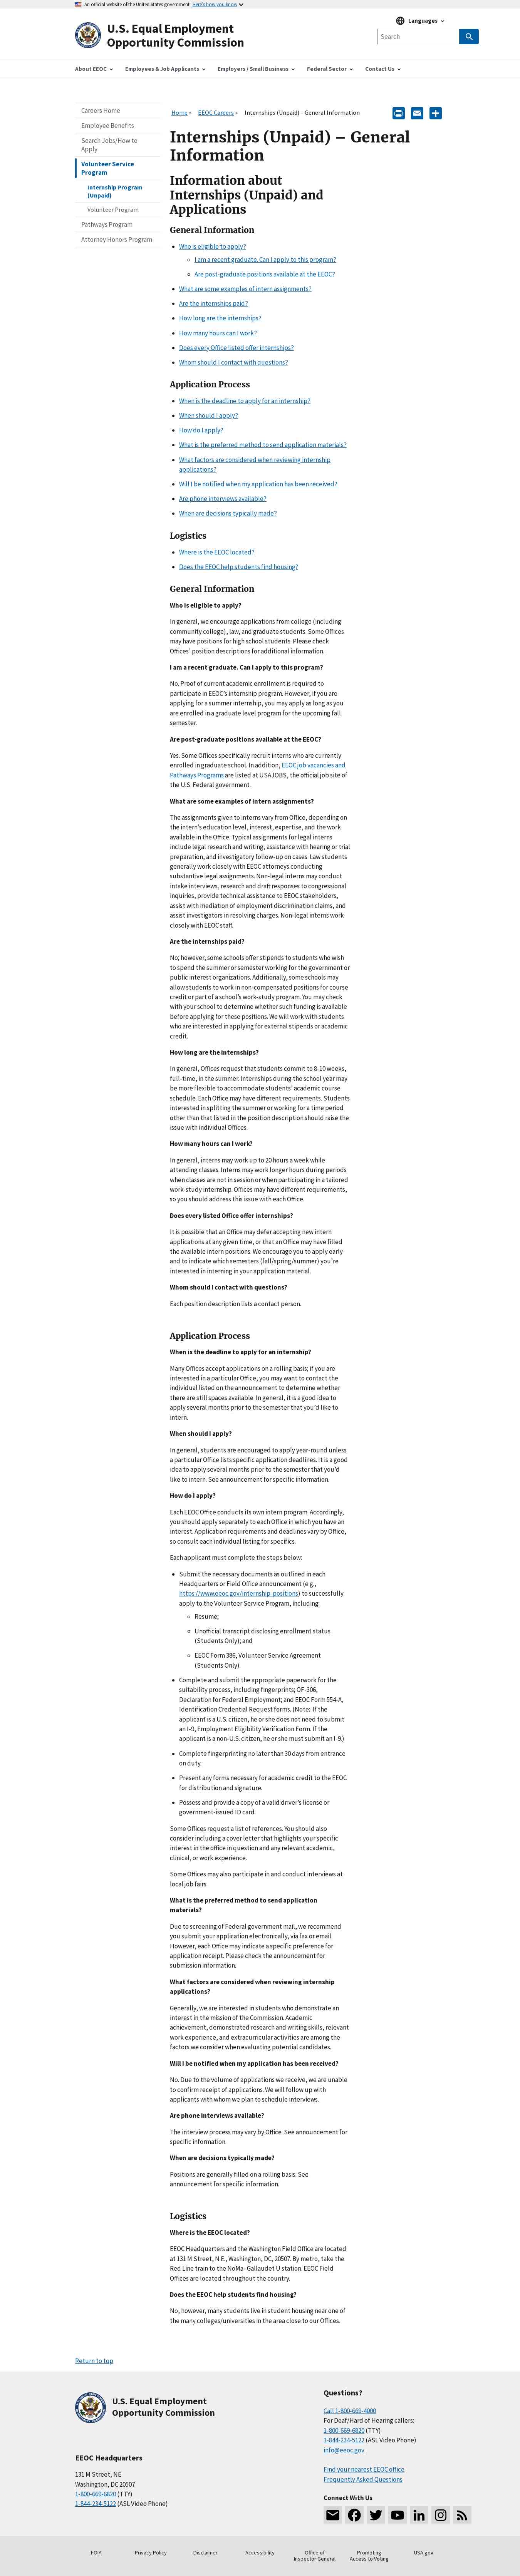 An official website of the United States government Here's how you know
U.S. Equal Employment
Opportunity Commission
Languages
Search
About EEOC
Employees & Job Applicants
Employers / Small Business
Federal Sector
Contact Us
Careers Home
Employee Benefits
Search Jobs/How to
Apply
Volunteer Service
Program
Internship Program
(Unpaid)
Volunteer Program
Pathways Program
Attorney Honors Program
Home » EEOC Careers » Internships (Unpaid) – General Information
Internships (Unpaid) – General
Information
Information about
Internships (Unpaid) and
Applications
General Information
Who is eligible to apply?
I am a recent graduate. Can I apply to this program?
Are post-graduate positions available at the EEOC?
What are some examples of intern assignments?
Are the internships paid?
How long are the internships?
How many hours can I work?
Does every Office listed offer internships?
Whom should I contact with questions?
Application Process
When is the deadline to apply for an internship?
When should I apply?
How do I apply?
What is the preferred method to send application materials?
What factors are considered when reviewing internship
applications?
Will I be notified when my application has been received?
Are phone interviews available?
When are decisions typically made?
Logistics
Where is the EEOC located?
Does the EEOC help students find housing?
General Information
Who is eligible to apply?
In general, we encourage applications from college (including
community college), law, and graduate students. Some Offices
may have positions for high school students. Please check
Offices' position descriptions for additional information.
I am a recent graduate. Can I apply to this program?
No. Proof of current academic enrollment is required to
participate in EEOC's internship program. However, if you are
applying for a summer internship, you may apply as long as you
are enrolled in a graduate level program for the upcoming fall
semester.
Are post-graduate positions available at the EEOC?
Yes. Some Offices specifically recruit interns who are currently
enrolled in graduate school. In addition, EEOC job vacancies and
Pathways Programs are listed at USAJOBS, the official job site of
the U.S. Federal government.
What are some examples of intern assignments?
The assignments given to interns vary from Office, depending on
the intern's education level, interest, expertise, and the work
available in the Office. Typical assignments for legal interns
include legal research and writing, assistance with hearing or trial
preparation, and investigatory follow-up on cases. Law students
generally work closely with EEOC attorneys conducting
substantive legal assignments. Non-legal interns may conduct
intake interviews, research and draft responses to congressional
inquiries, provide technical assistance to EEOC stakeholders,
assist with mediation of employment discrimination claims, and
assist investigators in resolving charges. Non-legal interns work
closely with EEOC staff.
Are the internships paid?
No; however, some schools offer stipends to students who wish
to spend the summer or semester working for the government or
public interest organizations. Additionally, some schools may
allow students to work in non-compensated positions for course
credit or as part of a school's work-study program. You may check
with your school to determine whether such funding is available
before applying for internships. We will work with students
where we are able to support their efforts to obtain stipends or academic
credit.
How long are the internships?
In general, Offices request that students commit to 8-10 weeks,
full-time, in the summer. Internships during the school year may
be more flexible to accommodate students' academic course
schedule. Each Office may have different requirements. Students
interested in splitting the summer or working for a time period
other than that listed in the position description should raise the
issue with individual Offices.
How many hours can I work?
In general, interns may work up to 20 hours a week while
attending classes. Interns may work longer hours during periods
when classes are not in session or when participating in a tailored
work-study internship. Offices may have different requirements,
so you should address this issue with each Office.
Does every listed Office offer internships?
It is possible that an Office may defer accepting new intern
applications at any given time, or that an Office may have filled
the available intern positions. We encourage you to apply early
and to indicate which semesters (fall/spring/summer) you're
interested in interning in your application material.
Whom should I contact with questions?
Each position description lists a contact person.
Application Process
When is the deadline to apply for an internship?
Many Offices accept applications on a rolling basis; if you are
interested in a particular Office, you may want to contact the
individual listed on the announcement to determine whether
there are still spaces available. In general, it is a good idea to
apply several months prior to the semester that you'd like to
intern.
When should I apply?
In general, students are encouraged to apply year-round unless
a particular Office lists specific application deadlines. It is a good
idea to apply several months prior to the semester that you'd
like to intern. See announcement for specific information.
How do I apply?
Each EEOC Office conducts its own intern program. Accordingly,
you should apply separately to each Office in which you have an
interest. Application requirements and deadlines vary by Office,
so consult each individual listing for specifics.
Each applicant must complete the steps below:
Submit the necessary documents as outlined in each
Headquarters or Field Office announcement (e.g.,
https://www.eeoc.gov/internship-positions) to successfully
apply to the Volunteer Service Program, including:
Resume;
Unofficial transcript disclosing enrollment status
(Students Only); and
EEOC Form 386, Volunteer Service Agreement
(Students Only).
Complete and submit the appropriate paperwork for the
suitability process, including fingerprints; OF-306,
Declaration for Federal Employment; and EEOC Form 554-A,
Identification Credential Request forms. (Note: If the
applicant is a U.S. citizen, he or she does not need to submit
an I-9, Employment Eligibility Verification Form. If the
applicant is a non-U.S. citizen, he or she must submit an I-9.)
Complete fingerprinting no later than 30 days from entrance
on duty.
Present any forms necessary for academic credit to the EEOC
for distribution and signature.
Possess and provide a copy of a valid driver's license or
government-issued ID card.
Some Offices request a list of references. You should also
consider including a cover letter that highlights your specific
interest in the office in question and any relevant academic,
clinical, or work experience.
Some Offices may also participate in and conduct interviews at
local job fairs.
What is the preferred method to send application
materials?
Due to screening of Federal government mail, we recommend
you submit your application electronically, via fax or email.
However, each Office may indicate a specific preference for
application receipt. Please check the announcement for
submission information.
What factors are considered when reviewing internship
applications?
Generally, we are interested in students who demonstrate an
interest in the mission of the Commission. Academic
achievement, demonstrated research and writing skills, relevant
work experience, and extracurricular activities are among the
factors we consider when evaluating potential candidates.
Will I be notified when my application has been received?
No. Due to the volume of applications we receive, we are unable
to confirm receipt of applications. We will follow up with
applicants with whom we plan to schedule interviews.
Are phone interviews available?
The interview process may vary by Office. See announcement for
specific information.
When are decisions typically made?
Positions are generally filled on a rolling basis. See
announcement for specific information.
Logistics
Where is the EEOC located?
EEOC Headquarters and the Washington Field Office are located
at 131 M Street, N.E., Washington, DC, 20507. By metro, take the
Red Line train to the NoMa–Gallaudet U station. EEOC Field
Offices are located throughout the country.
Does the EEOC help students find housing?
No, however, many students live in student housing near one of
the many colleges/universities in the area close to our Offices.
Return to top
U.S. Equal Employment
Opportunity Commission
EEOC Headquarters
131 M Street, NE
Washington, DC 20507
1-800-669-6820 (TTY)
1-844-234-5122 (ASL Video Phone)
Questions?
Call 1-800-669-4000
For Deaf/Hard of Hearing callers:
1-800-669-6820 (TTY)
1-844-234-5122 (ASL Video Phone)
info@eeoc.gov
Find your nearest EEOC office
Frequently Asked Questions
Connect With Us
FOIA
Privacy Policy
Disclaimer
Accessibility
Office of
Inspector General
Promoting
Access to Voting
USA.gov